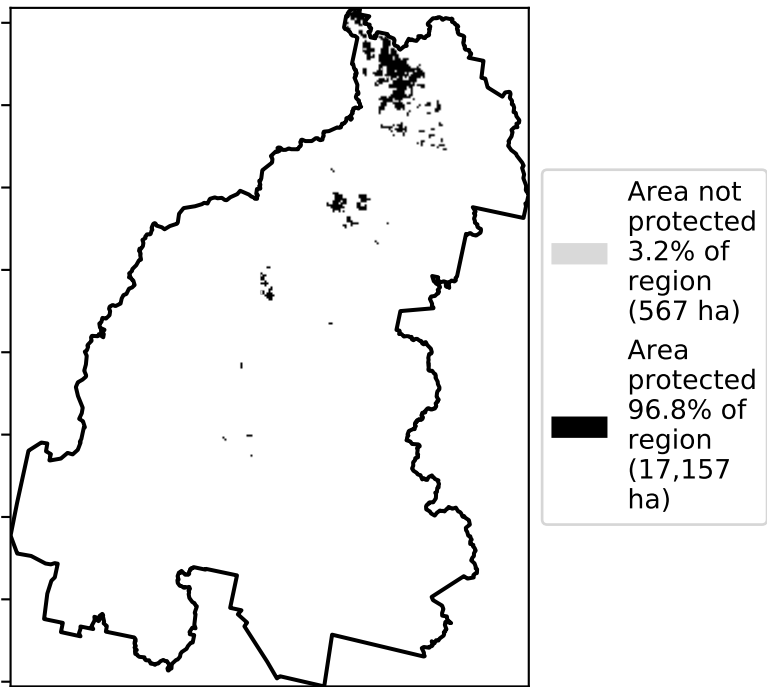 Area not
protected
3.2% of
region
(567 ha)
Area
protected
96.8% of
region
(17,157
ha)